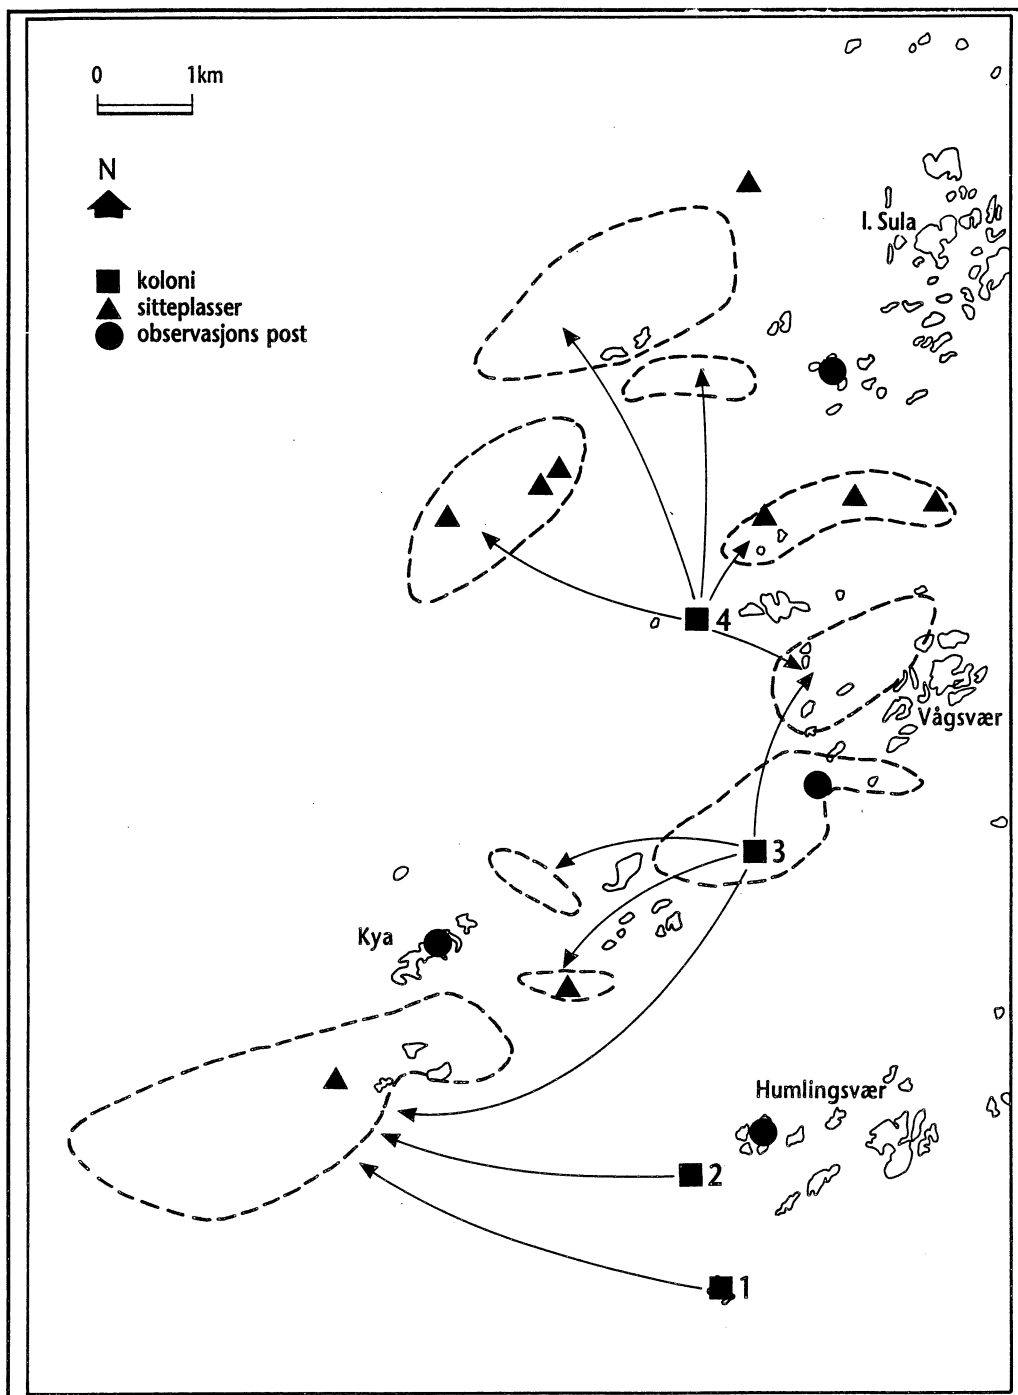 0 1km
N
koloni
sitteplasser
observasjons post
I. Sula
4
Vågsvær
3
Kya
Humlingsvær
2
1